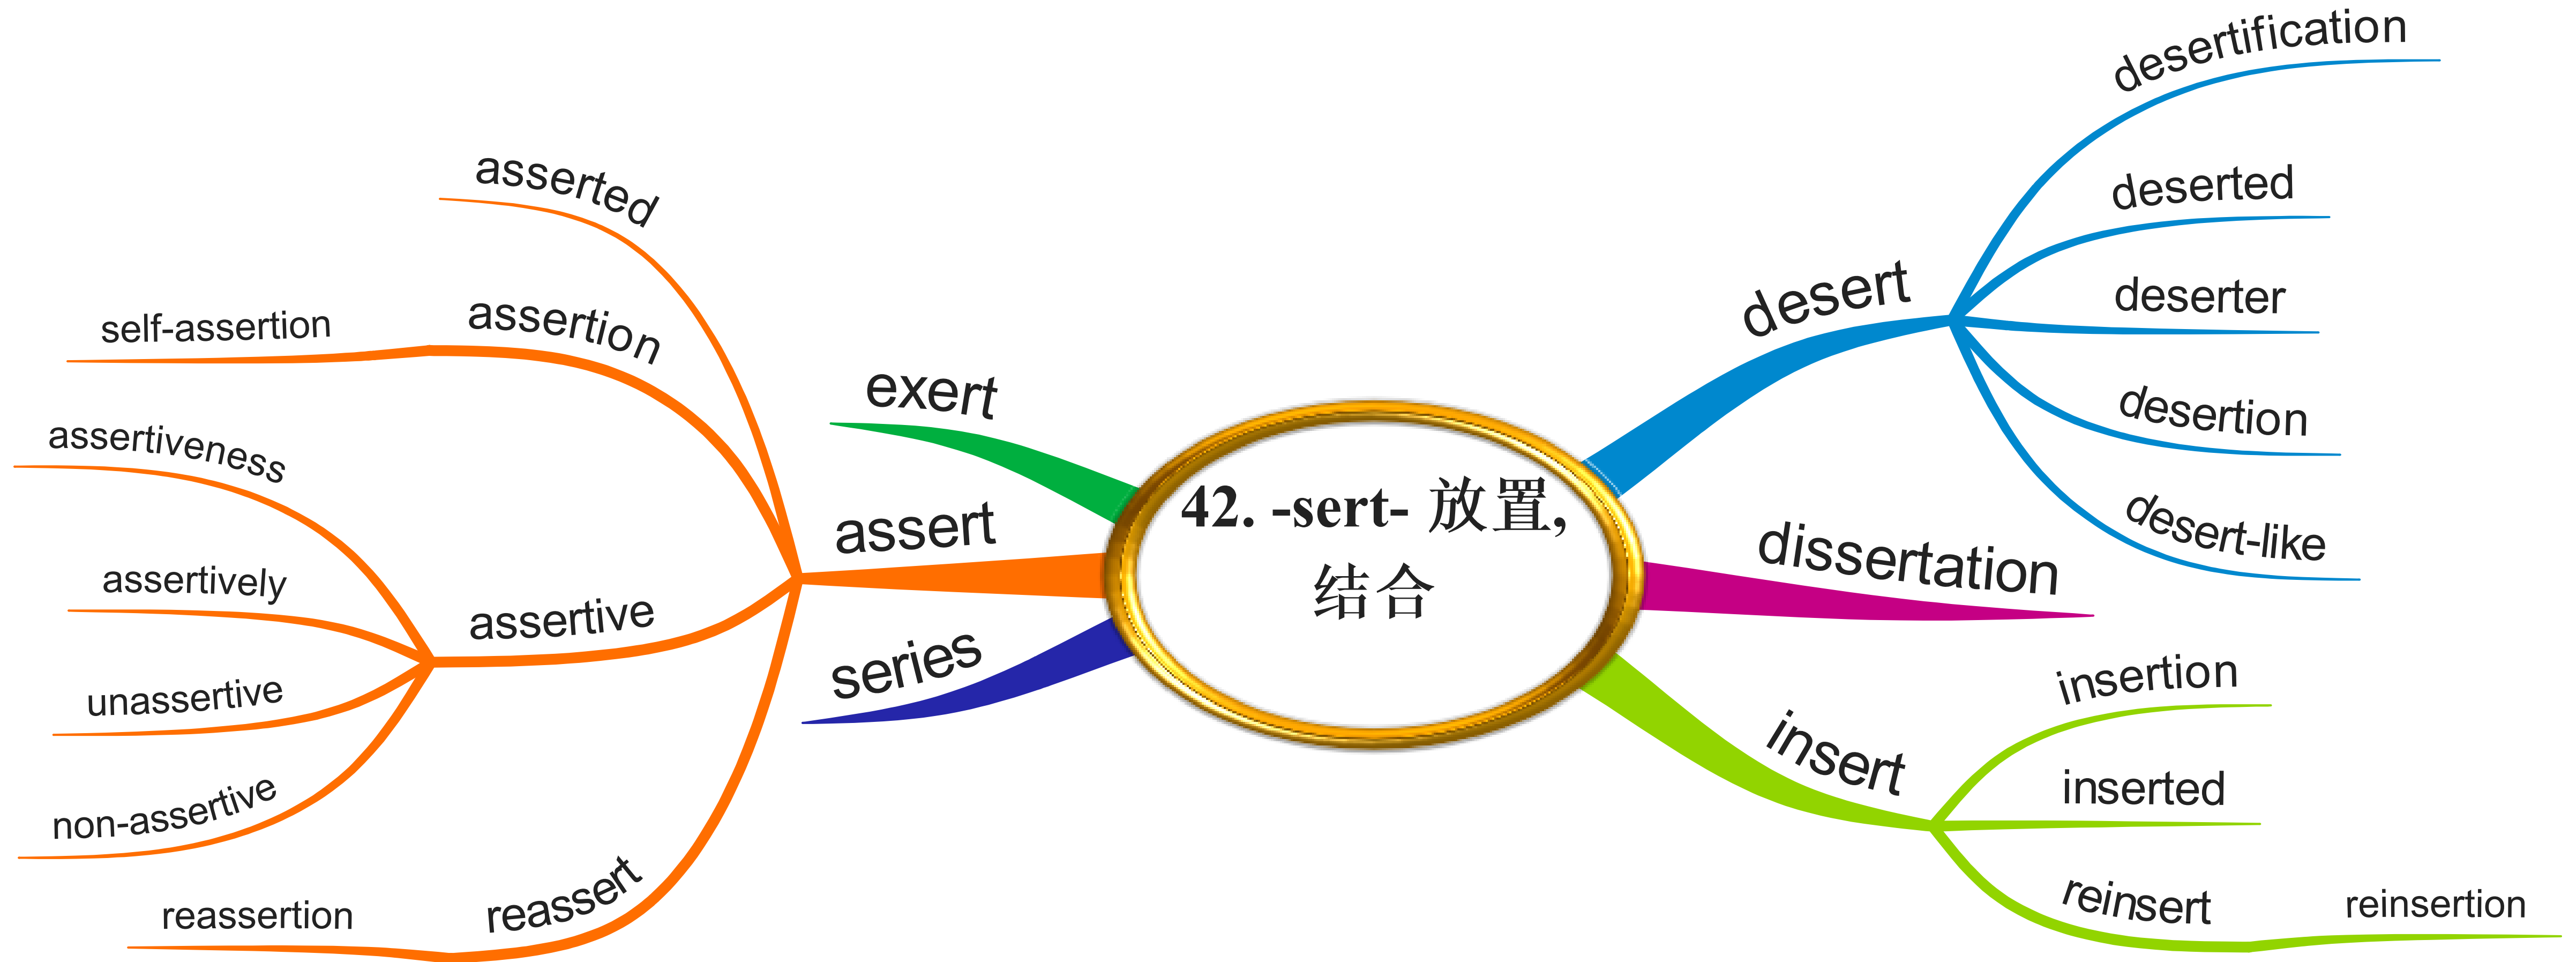 42. -sert- 放置,
结合
desert
desertification
deserted
deserter
desertion
desert-like
dissertation
insert
insertion
inserted
reinsert
reinsertion
exert
assert
asserted
assertion
self-assertion
assertive
assertiveness
assertively
unassertive
non-assertive
reassert
reassertion
series